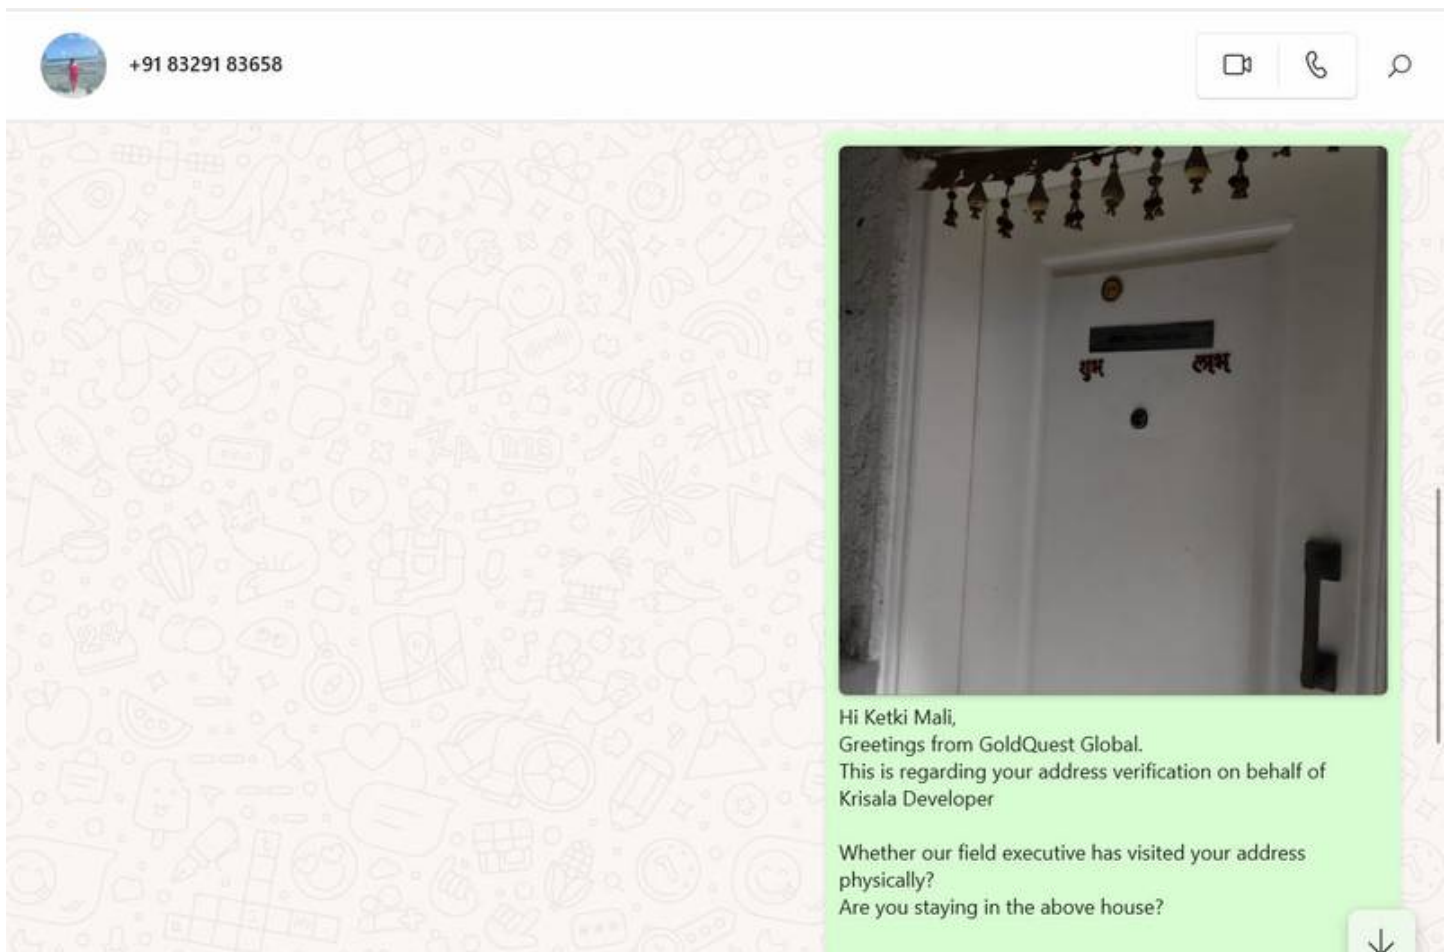 +91 83291 83658
शुभ
लाभ
Hi Ketki Mali,
Greetings from GoldQuest Global.
This is regarding your address verification on behalf of
Krisala Developer
Whether our field executive has visited your address
physically?
Are you staying in the above house?